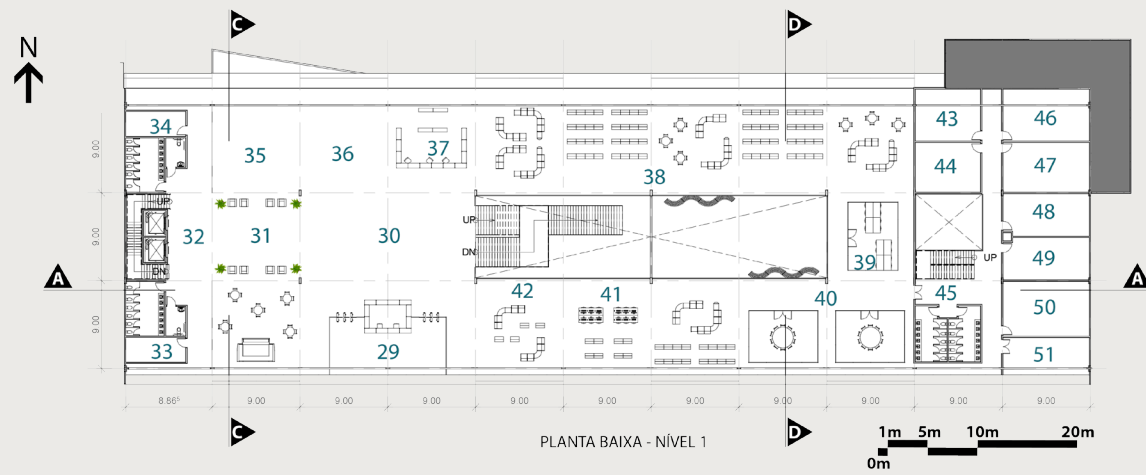 C
D
N
34
35
36
37
43
46
9.00
44
47
38
UP
UP
48
9.00
32
31
30
39
DN
49
UP
A
DN
A
42
41
40
45
50
9.00
33
29
51
8.86⁵
9.00
9.00
9.00
9.00
9.00
9.00
9.00
9.00
9.00
9.00
C
D
PLANTA BAIXA - NÍVEL 1
1m 5m 10m 20m
0m